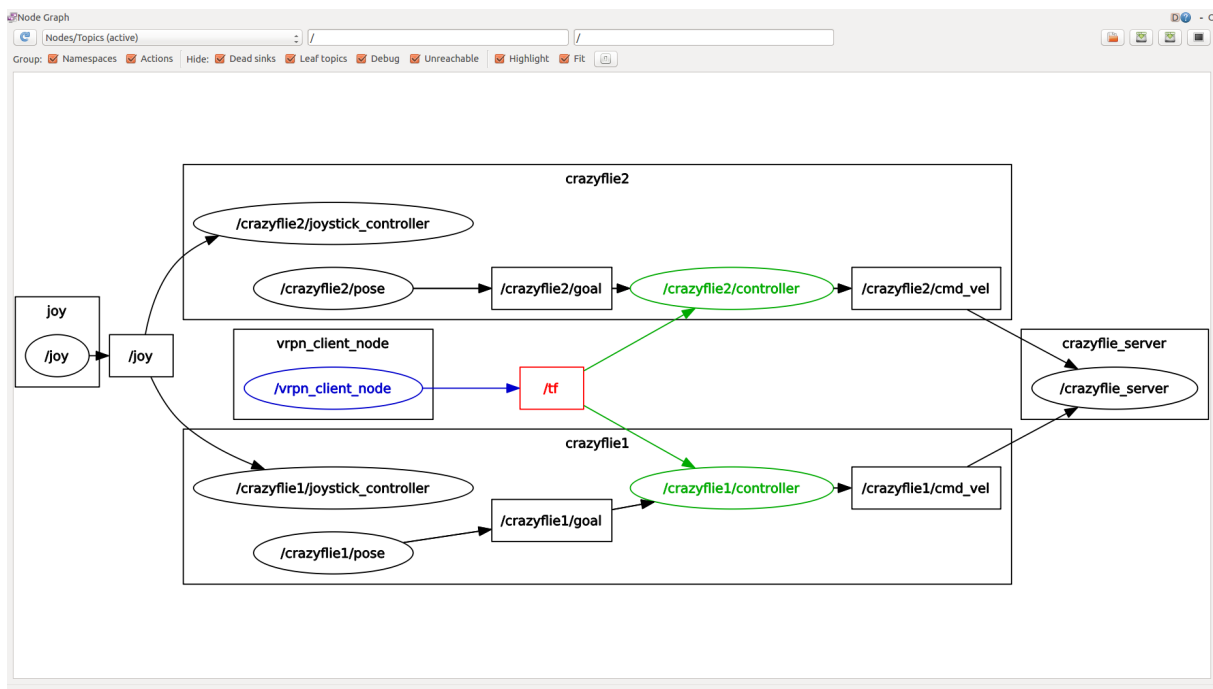 Node Graph
D - C
Nodes/Topics (active) / /
Group: Namespaces Actions Hide: Dead sinks Leaf topics Debug Unreachable Highlight Fit
crazyflie2
/crazyflie2/joystick_controller
/crazyflie2/pose /crazyflie2/goal /crazyflie2/controller /crazyflie2/cmd_vel
joy
/joy /joy
vrpn_client_node
/vrpn_client_node /tf
crazyflie_server
/crazyflie_server
crazyflie1
/crazyflie1/joystick_controller /crazyflie1/controller /crazyflie1/cmd_vel
/crazyflie1/goal
/crazyflie1/pose